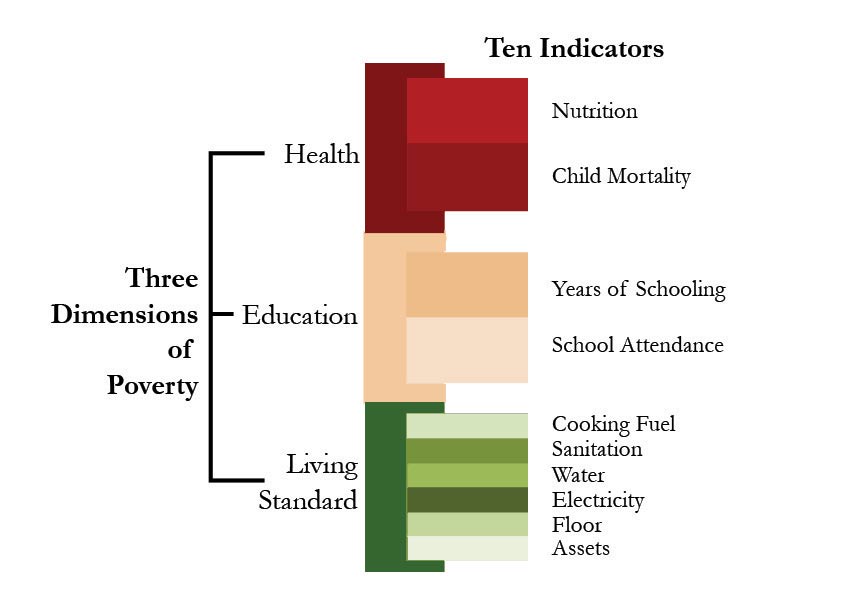 Ten Indicators
Nutrition
Health
Child Mortality
Three
Dimensions
of
Poverty
Years of Schooling
Education
School Attendance
Living
Standard
Cooking Fuel
Sanitation
Water
Electricity
Floor
Assets